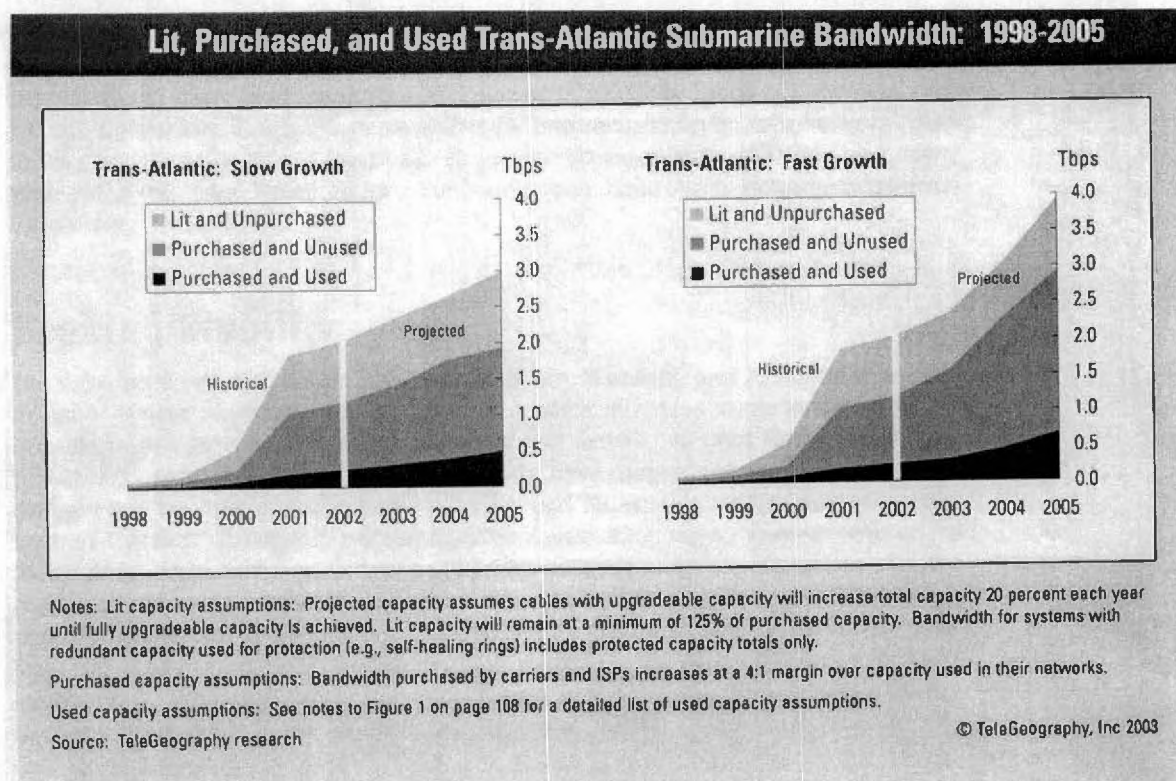 Lit, Purchased, and Used Trans-Atlantic Submarine Bandwidth: 1998-2005
Trans-Atlantic: Slow Growth
Tbps
Lit and Unpurchased
Purchased and Unused
Purchased and Used
Historical
Projected
4.0
3.5
3.0
2.5
2.0
1.5
1.0
0.5
0.0
1998 1999 2000 2001 2002 2003 2004 2005
Trans-Atlantic: Fast Growth
Tbps
Lit and Unpurchased
Purchased and Unused
Purchased and Used
Historical
Projected
4.0
3.5
3.0
2.5
2.0
1.5
1.0
0.5
0.0
1998 1999 2000 2001 2002 2003 2004 2005
Notes: Lit capacity assumptions: Projected capacity assumes cables with upgradeable capacity will increase total capacity 20 percent each year
until fully upgradeable capacity is achieved. Lit capacity will remain at a minimum of 125% of purchased capacity. Bandwidth for systems with
redundant capacity used for protection (e.g., self-healing rings) includes protected capacity totals only.
Purchased capacity assumptions: Bandwidth purchased by carriers and ISPs increases at a 4:1 margin over capacity used in their networks.
Used capacity assumptions: See notes to Figure 1 on page 108 for a detailed list of used capacity assumptions.
Source: TeleGeography research
© TeleGeography, Inc 2003